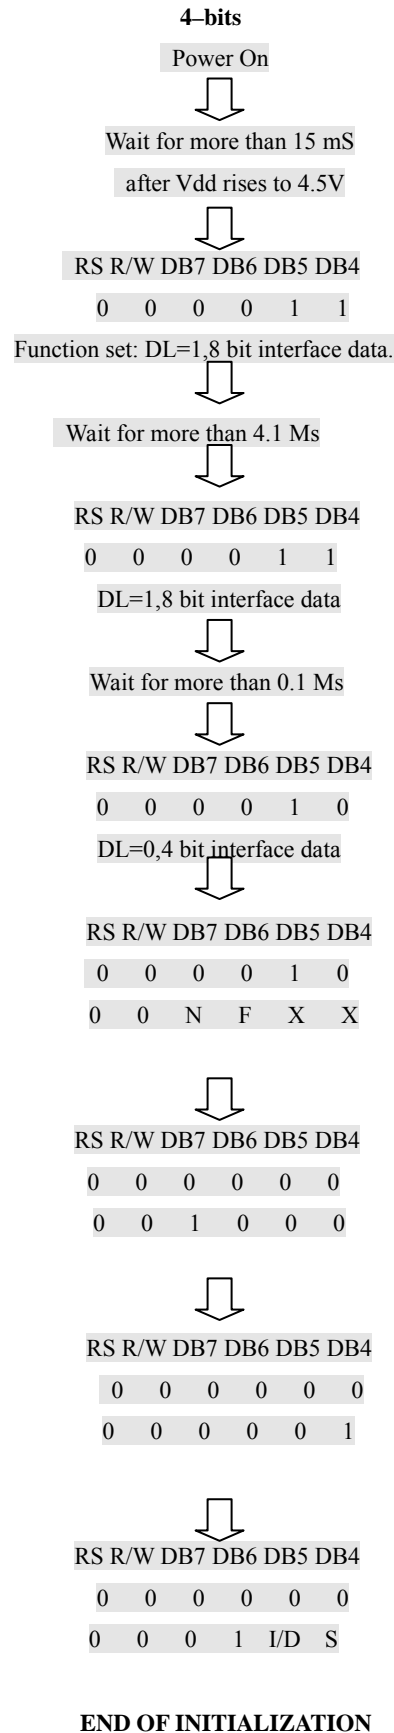 4–bits
Power On
Wait for more than 15 mS
after Vdd rises to 4.5V
RS R/W DB7 DB6 DB5 DB4
0 0 0 0 1 1
Function set: DL=1,8 bit interface data.
Wait for more than 4.1 Ms
RS R/W DB7 DB6 DB5 DB4
0 0 0 0 1 1
DL=1,8 bit interface data
Wait for more than 0.1 Ms
RS R/W DB7 DB6 DB5 DB4
0 0 0 0 1 0
DL=0,4 bit interface data
RS R/W DB7 DB6 DB5 DB4
0 0 0 0 1 0
0 0 N F X X
RS R/W DB7 DB6 DB5 DB4
0 0 0 0 0 0
0 0 1 0 0 0
RS R/W DB7 DB6 DB5 DB4
0 0 0 0 0 0
0 0 0 0 0 1
RS R/W DB7 DB6 DB5 DB4
0 0 0 0 0 0
0 0 0 1 I/D S
END OF INITIALIZATION